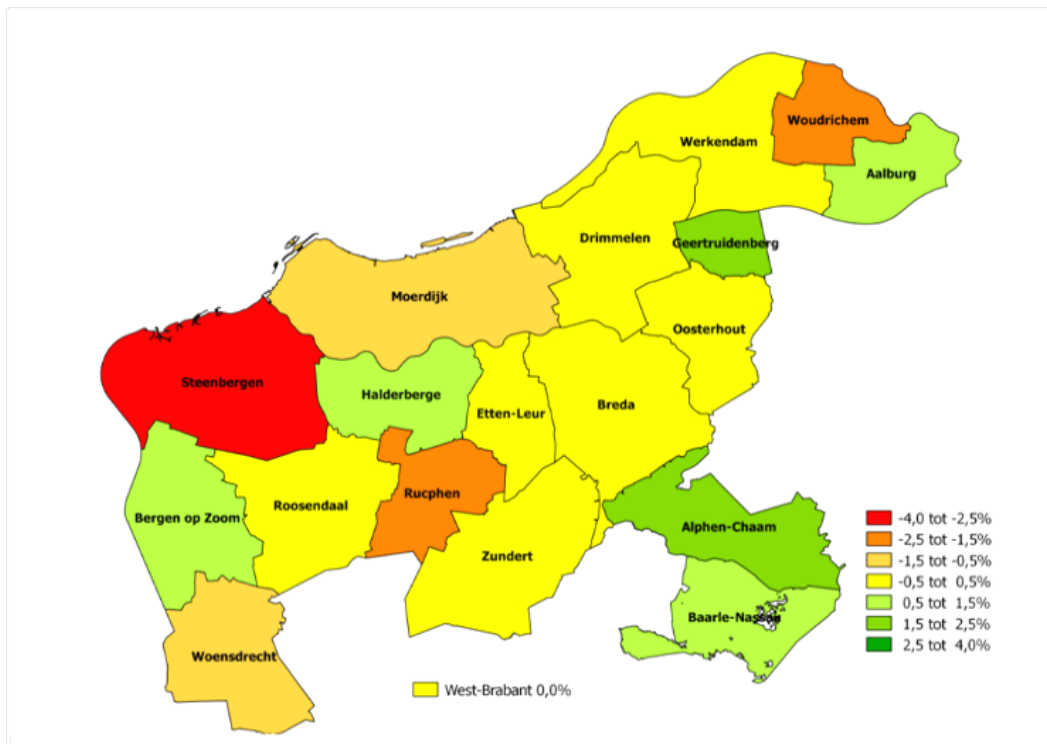 Woudrichem
Werkendam
Aalburg
Drimmelen
Geertruidenberg
Moerdijk
Oosterhout
Steenbergen
Halderberge
Etten-Leur
Breda
Rucphen
Roosendaal
Bergen op Zoom
Alphen-Chaam
Zundert
Baarle-Nassau
Woensdrecht
-4,0 tot -2,5%
-2,5 tot -1,5%
-1,5 tot -0,5%
-0,5 tot 0,5%
0,5 tot 1,5%
1,5 tot 2,5%
2,5 tot 4,0%
West-Brabant 0,0%